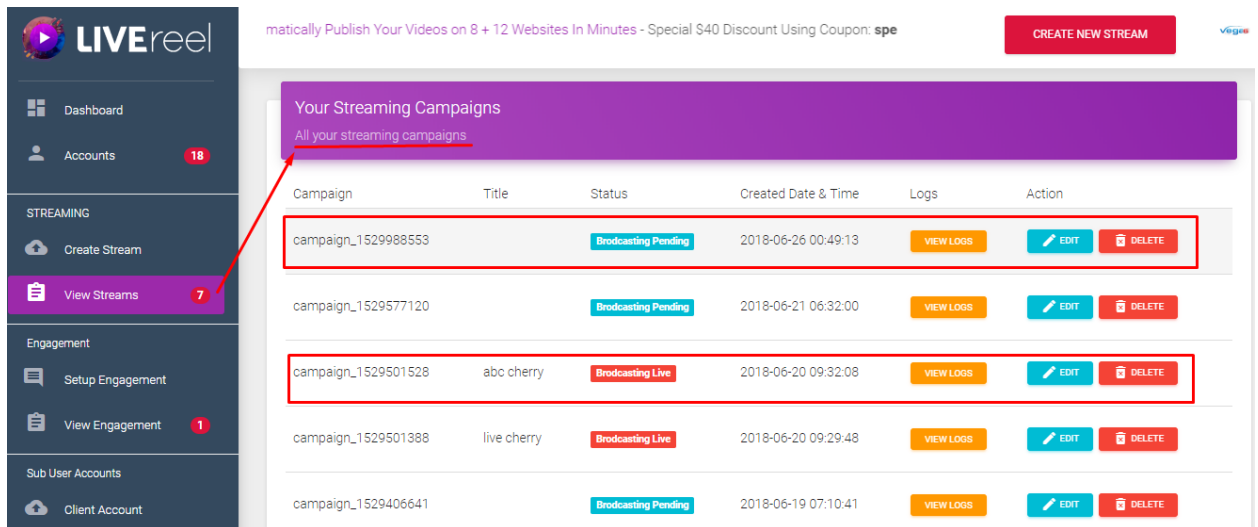 LIVEreel
matically Publish Your Videos on 8 + 12 Websites In Minutes - Special $40 Discount Using Coupon: spe
CREATE NEW STREAM
Dashboard
Accounts 18
STREAMING
Create Stream
View Streams 7
Engagement
Setup Engagement
View Engagement 1
Sub User Accounts
Client Account
Your Streaming Campaigns
All your streaming campaigns
Campaign Title Status Created Date & Time Logs Action
campaign_1529988553 Brodcasting Pending 2018-06-26 00:49:13 VIEW LOGS EDIT DELETE
campaign_1529577120 Brodcasting Pending 2018-06-21 06:32:00 VIEW LOGS EDIT DELETE
campaign_1529501528 abc cherry Brodcasting Live 2018-06-20 09:32:08 VIEW LOGS EDIT DELETE
campaign_1529501388 live cherry Brodcasting Live 2018-06-20 09:29:48 VIEW LOGS EDIT DELETE
campaign_1529406641 Brodcasting Pending 2018-06-19 07:10:41 VIEW LOGS EDIT DELETE